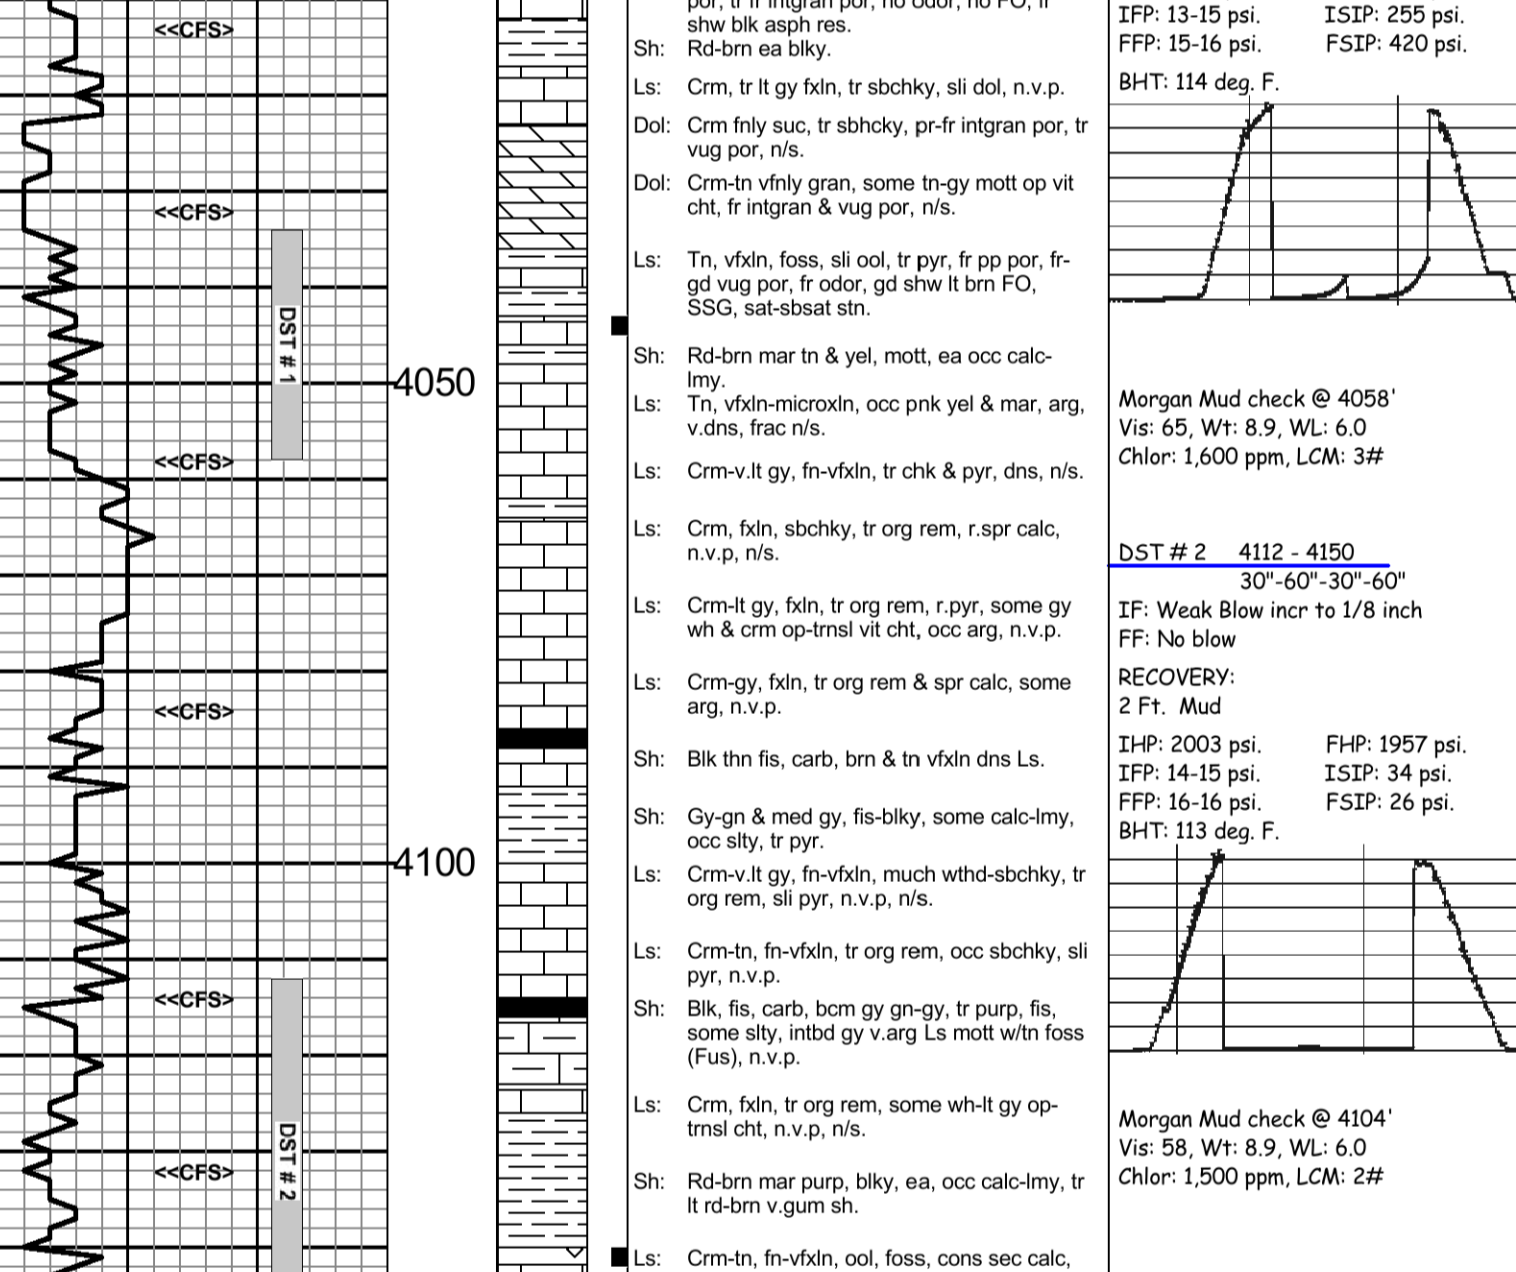 <<CFS>>
<<CFS>>
DST # 1
<<CFS>>
<<CFS>>
<<CFS>>
<<CFS>>
DST # 2
4050
4100
por, tr fr intgran por, no odor, no FO, fr
shw blk asph res.
Sh: Rd-brn ea blky.
Ls: Crm, tr lt gy fxln, tr sbchky, sli dol, n.v.p.
Dol: Crm fnly suc, tr sbhcky, pr-fr intgran por, tr
vug por, n/s.
Dol: Crm-tn vfnly gran, some tn-gy mott op vit
cht, fr intgran & vug por, n/s.
Ls: Tn, vfxln, foss, sli ool, tr pyr, fr pp por, fr-
gd vug por, fr odor, gd shw lt brn FO,
SSG, sat-sbsat stn.
Sh: Rd-brn mar tn & yel, mott, ea occ calc-
lmy.
Ls: Tn, vfxln-microxln, occ pnk yel & mar, arg,
v.dns, frac n/s.
Ls: Crm-v.lt gy, fn-vfxln, tr chk & pyr, dns, n/s.
Ls: Crm, fxln, sbchky, tr org rem, r.spr calc,
n.v.p, n/s.
Ls: Crm-lt gy, fxln, tr org rem, r.pyr, some gy
wh & crm op-trnsl vit cht, occ arg, n.v.p.
Ls: Crm-gy, fxln, tr org rem & spr calc, some
arg, n.v.p.
Sh: Blk thn fis, carb, brn & tn vfxln dns Ls.
Sh: Gy-gn & med gy, fis-blky, some calc-lmy,
occ slty, tr pyr.
Ls: Crm-v.lt gy, fn-vfxln, much wthd-sbchky, tr
org rem, sli pyr, n.v.p, n/s.
Ls: Crm-tn, fn-vfxln, tr org rem, occ sbchky, sli
pyr, n.v.p.
Sh: Blk, fis, carb, bcm gy gn-gy, tr purp, fis,
some slty, intbd gy v.arg Ls mott w/tn foss
(Fus), n.v.p.
Ls: Crm, fxln, tr org rem, some wh-lt gy op-
trnsl cht, n.v.p, n/s.
Sh: Rd-brn mar purp, blky, ea, occ calc-lmy, tr
lt rd-brn v.gum sh.
Ls: Crm-tn, fn-vfxln, ool, foss, cons sec calc,
IFP: 13-15 psi. ISIP: 255 psi.
FFP: 15-16 psi. FSIP: 420 psi.
BHT: 114 deg. F.
Morgan Mud check @ 4058'
Vis: 65, Wt: 8.9, WL: 6.0
Chlor: 1,600 ppm, LCM: 3#
DST # 2 4112 - 4150
30"-60"-30"-60"
IF: Weak Blow incr to 1/8 inch
FF: No blow
RECOVERY:
2 Ft. Mud
IHP: 2003 psi. FHP: 1957 psi.
IFP: 14-15 psi. ISIP: 34 psi.
FFP: 16-16 psi. FSIP: 26 psi.
BHT: 113 deg. F.
Morgan Mud check @ 4104'
Vis: 58, Wt: 8.9, WL: 6.0
Chlor: 1,500 ppm, LCM: 2#